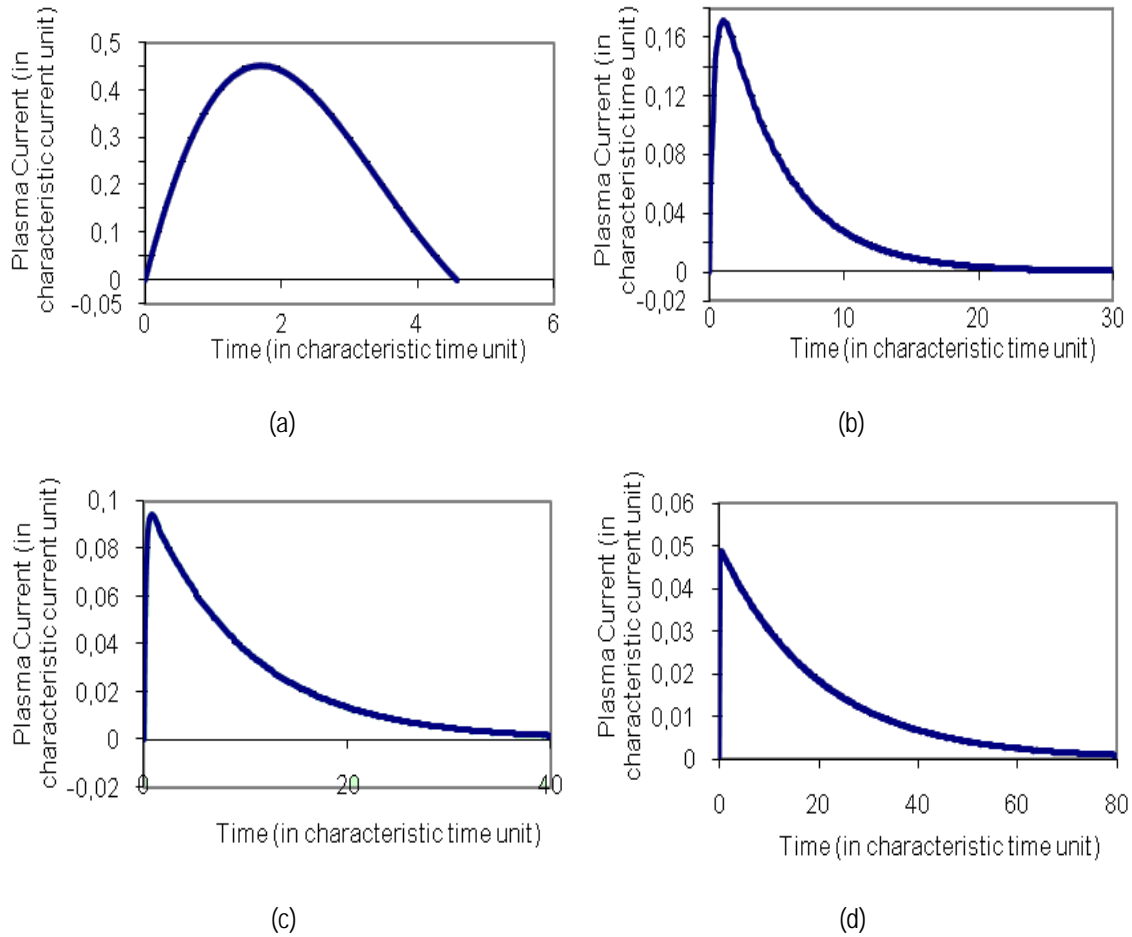 Plasma Current (in
characteristic current unit)
0,5
0,4
0,3
0,2
0,1
0
-0,05
0
2
4
6
Time (in characteristic time unit)
(a)
Plasma Current (in
characteristic time unit
0,16
0,12
0,08
0,04
0
-0,02
0
10
20
30
Time (in characteristic time unit)
(b)
Plasma Current (in
characteristic current unit)
0,1
0,08
0,06
0,04
0,02
0
-0,02
0
20
40
Time (in characteristic time unit)
(c)
Plasma Current (in
characteristic current unit)
0,06
0,05
0,04
0,03
0,02
0,01
0
0
20
40
60
80
Time (in characteristic time unit)
(d)